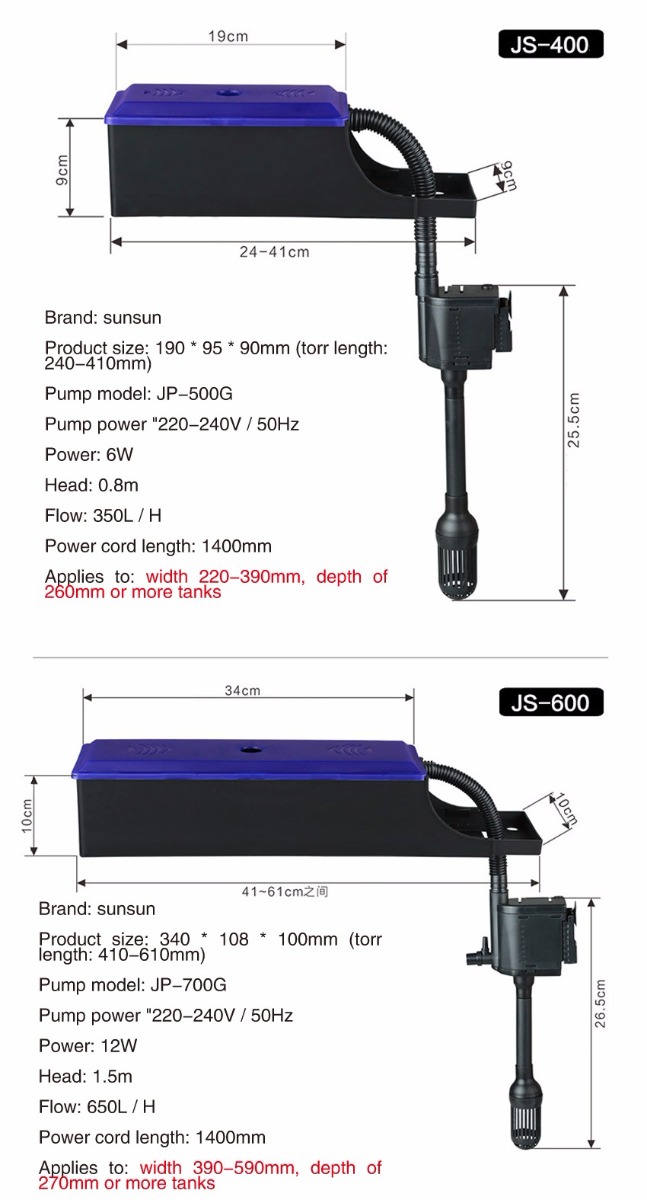 19cm
JS-400
9cm
9cm
24-41cm
Brand: sunsun
Product size: 190 * 95 * 90mm (torr length:
240-410mm)
Pump model: JP-500G
Pump power "220-240V / 50Hz
Power: 6W
Head: 0.8m
Flow: 350L / H
Power cord length: 1400mm
Applies to: width 220-390mm, depth of
260mm or more tanks
25.5cm
34cm
JS-600
10cm
10cm
41~61cm之间
Brand: sunsun
Product size: 340 * 108 * 100mm (torr
length: 410-610mm)
Pump model: JP-700G
Pump power "220-240V / 50Hz
Power: 12W
Head: 1.5m
Flow: 650L / H
Power cord length: 1400mm
Applies to: width 390-590mm, depth of
270mm or more tanks
26.5cm